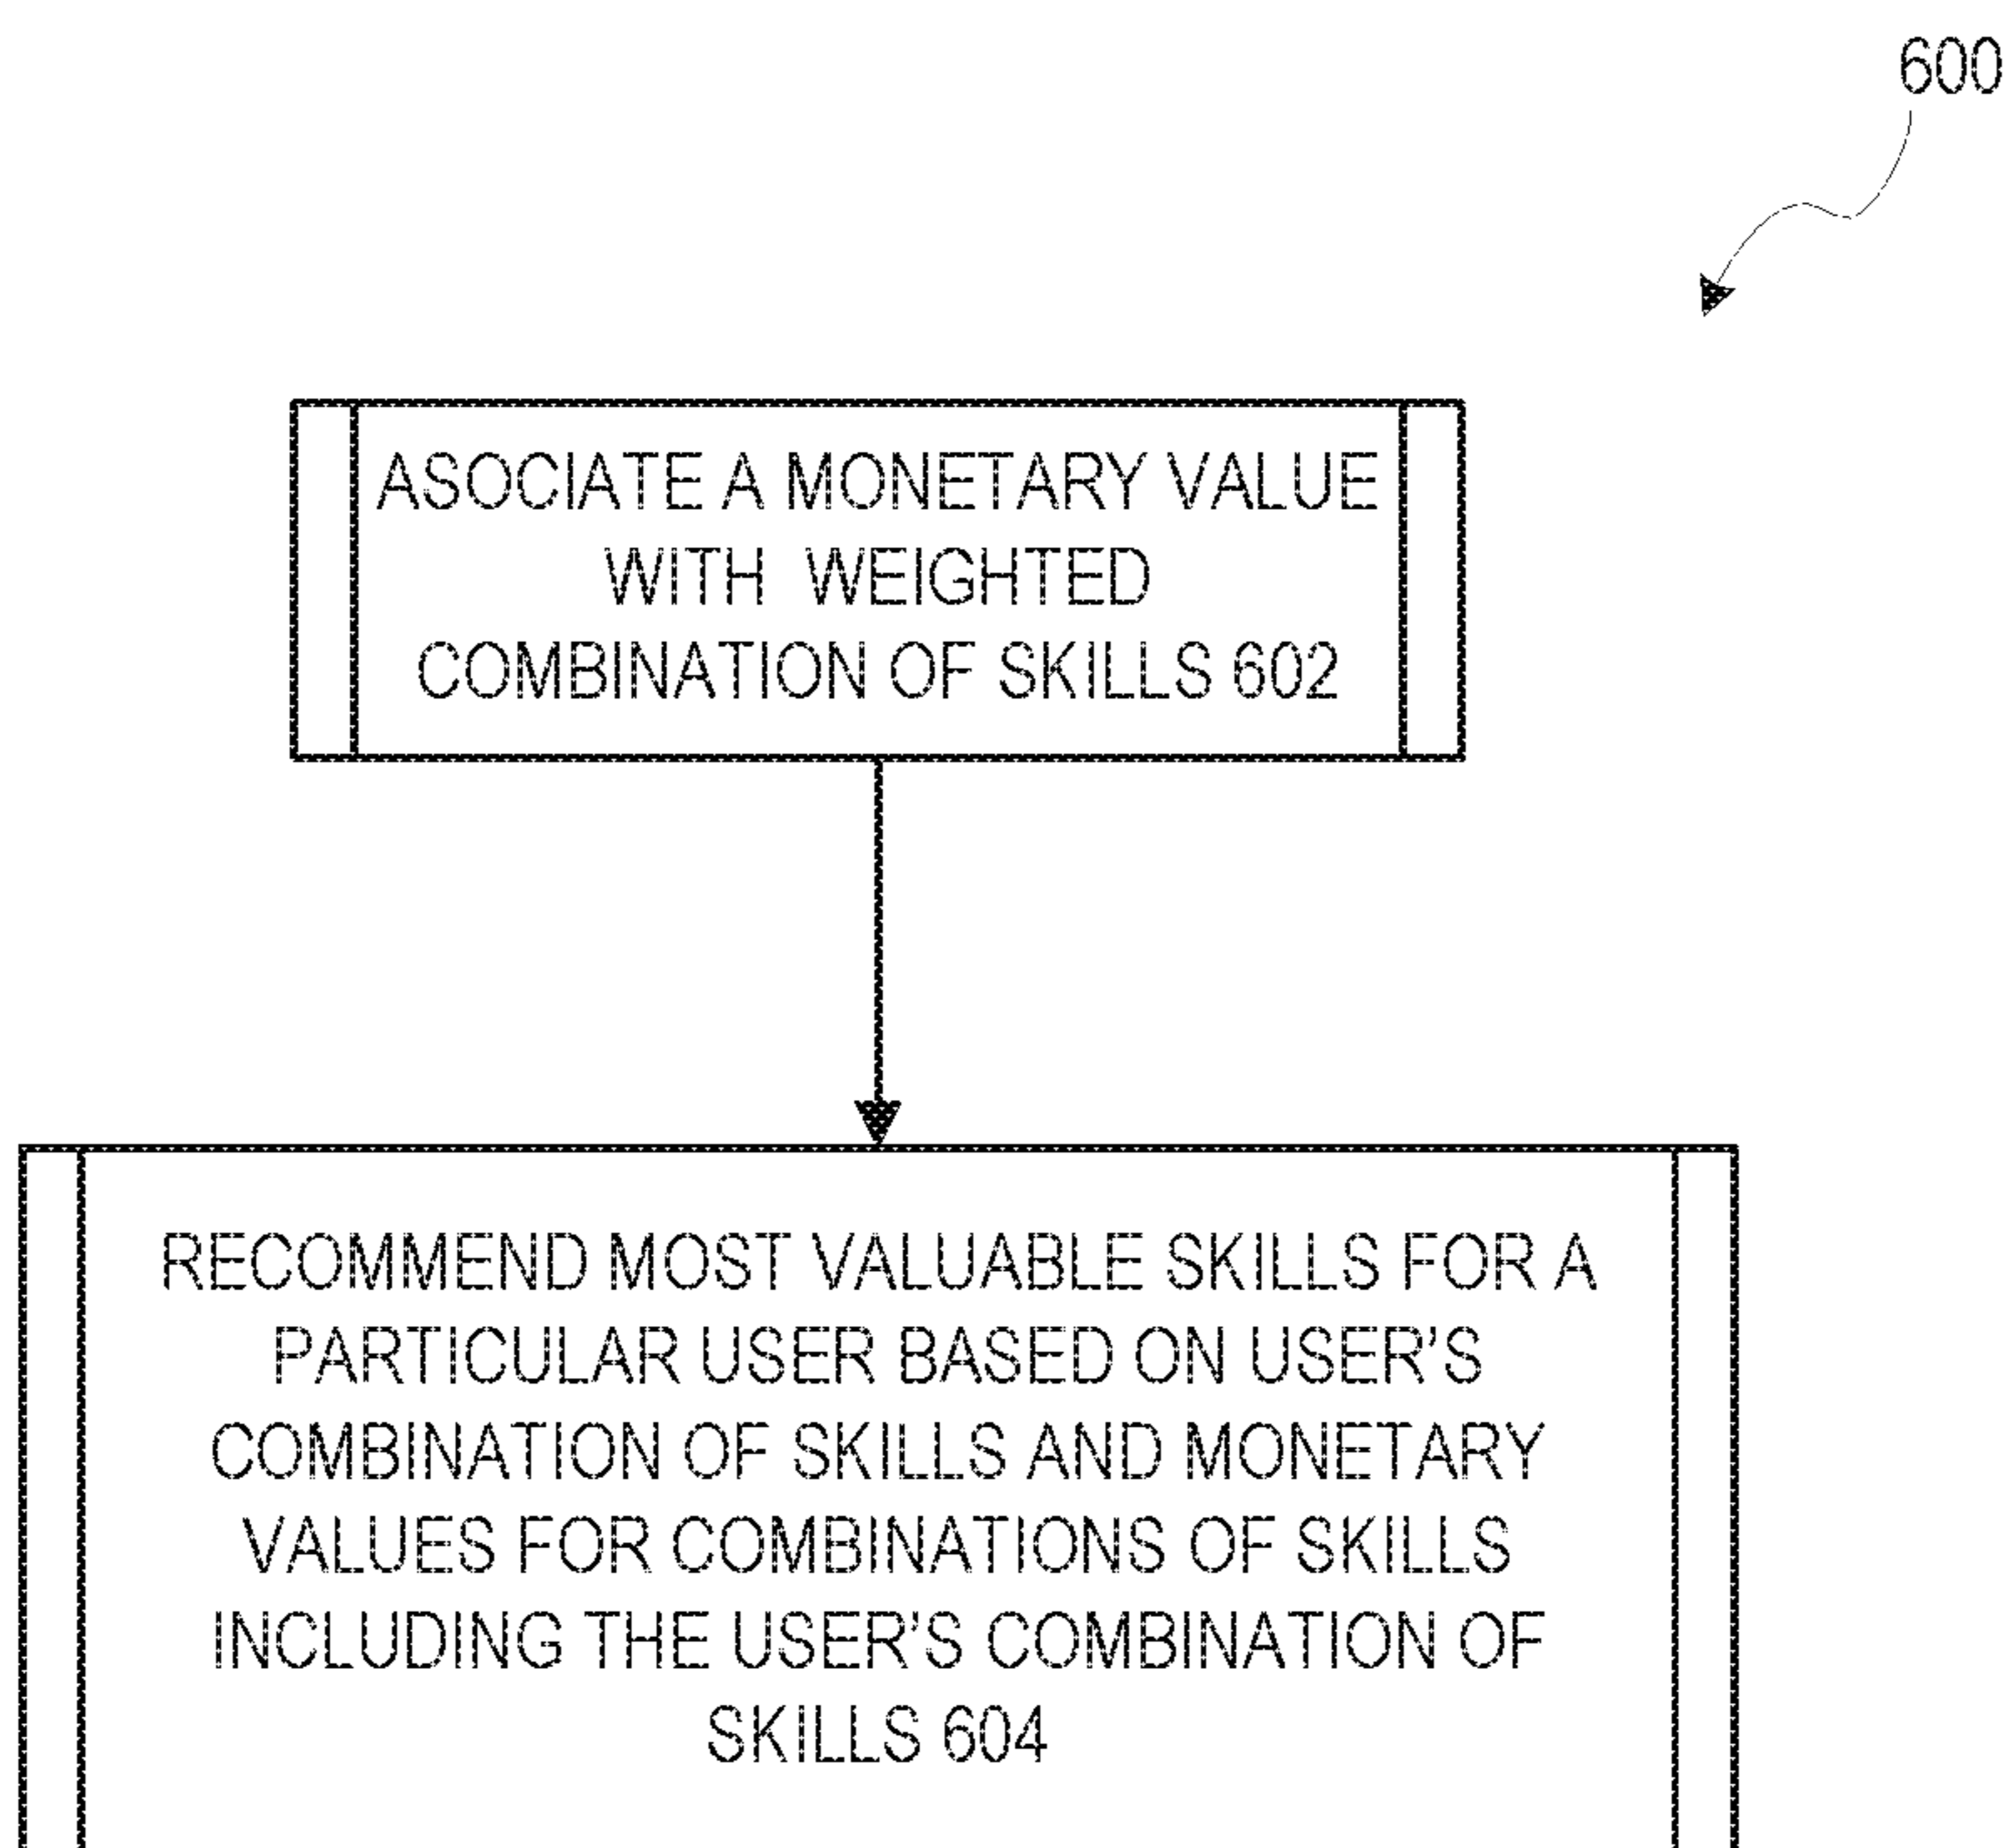 600
ASOCIATE A MONETARY VALUE
WITH WEIGHTED
COMBINATION OF SKILLS 602
RECOMMEND MOST VALUABLE SKILLS FOR A
PARTICULAR USER BASED ON USER'S
COMBINATION OF SKILLS AND MONETARY
VALUES FOR COMBINATIONS OF SKILLS
INCLUDING THE USER'S COMBINATION OF
SKILLS 604